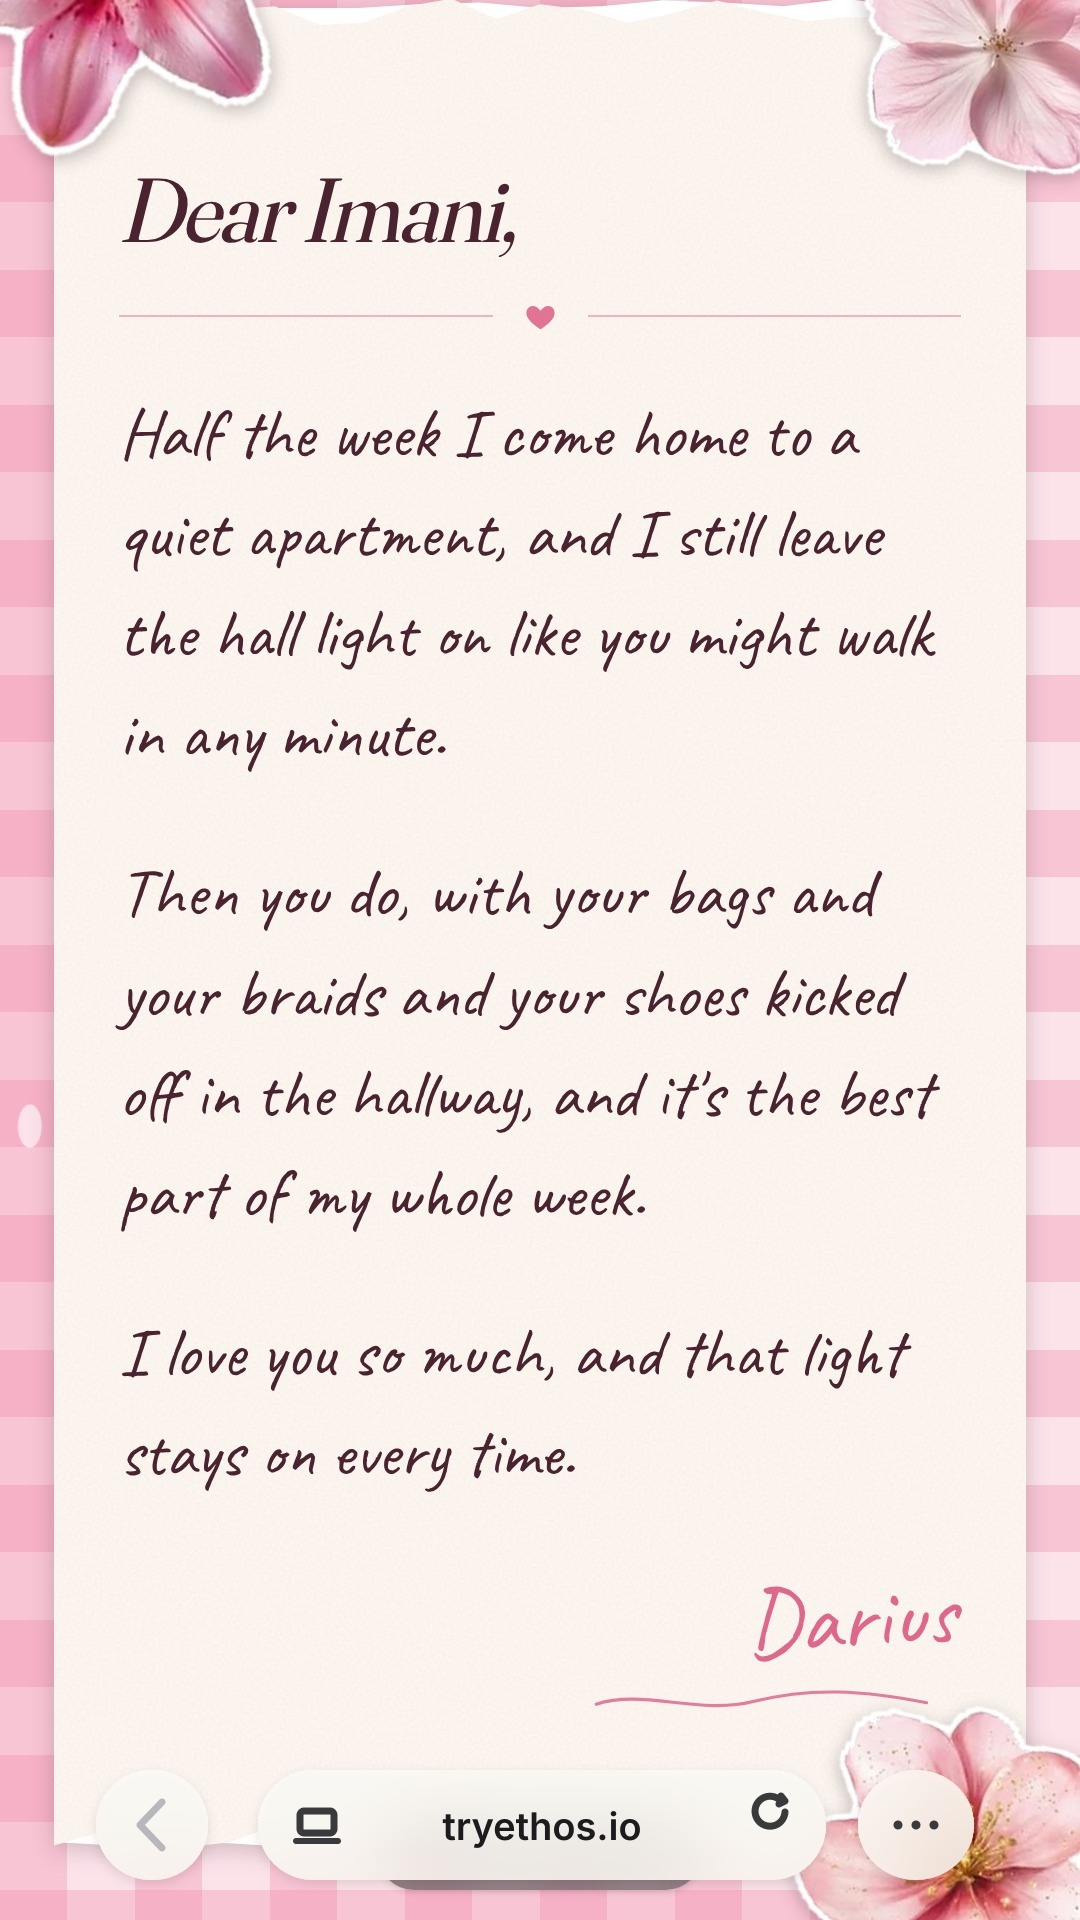 Dear Imani,
Half the week I come home to a
quiet apartment, and I still leave
the hall light on like you might walk
in any minute.
Then you do, with your bags and
your braids and your shoes kicked
off in the hallway, and it's the best
part of my whole week.
I love you so much, and that light
stays on every time.
Darius
tryethos.io